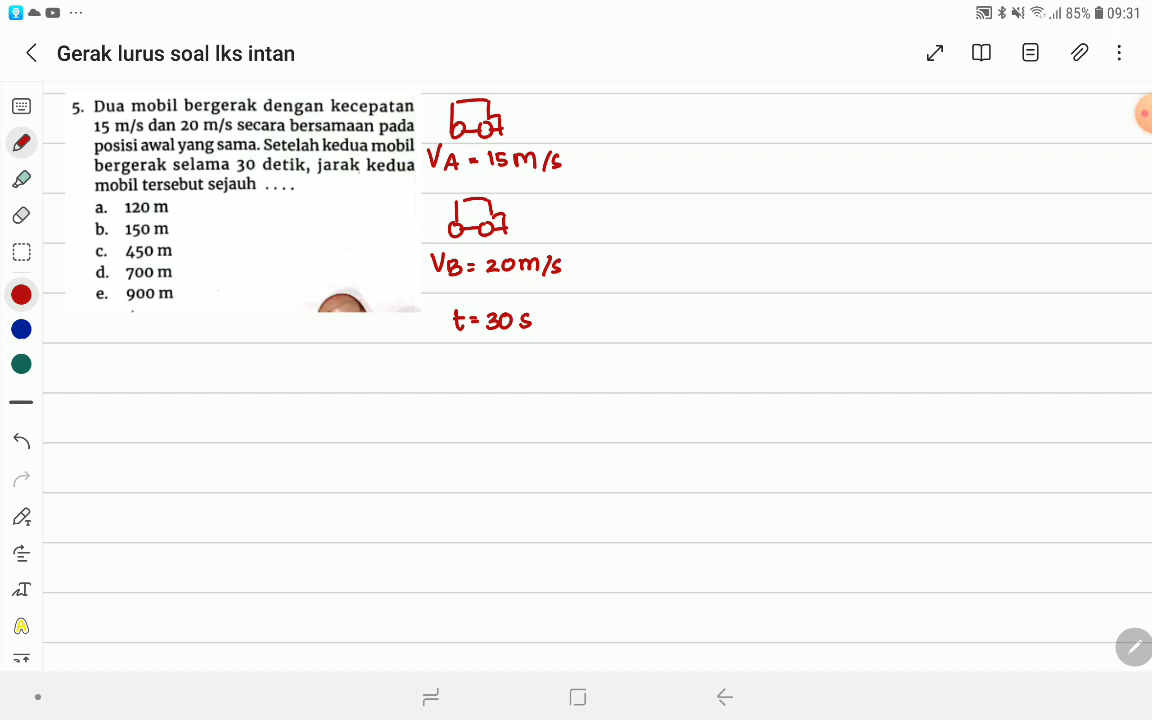 85% 09:31
Gerak lurus soal lks intan
5. Dua mobil bergerak dengan kecepatan
15 m/s dan 20 m/s secara bersamaan pada
posisi awal yang sama. Setelah kedua mobil
bergerak selama 30 detik, jarak kedua
mobil tersebut sejauh ....
a. 120 m
b. 150 m
c. 450 m
d. 700 m
e. 900 m
VA = 15 m/s
VB = 20 m/s
t = 30 s